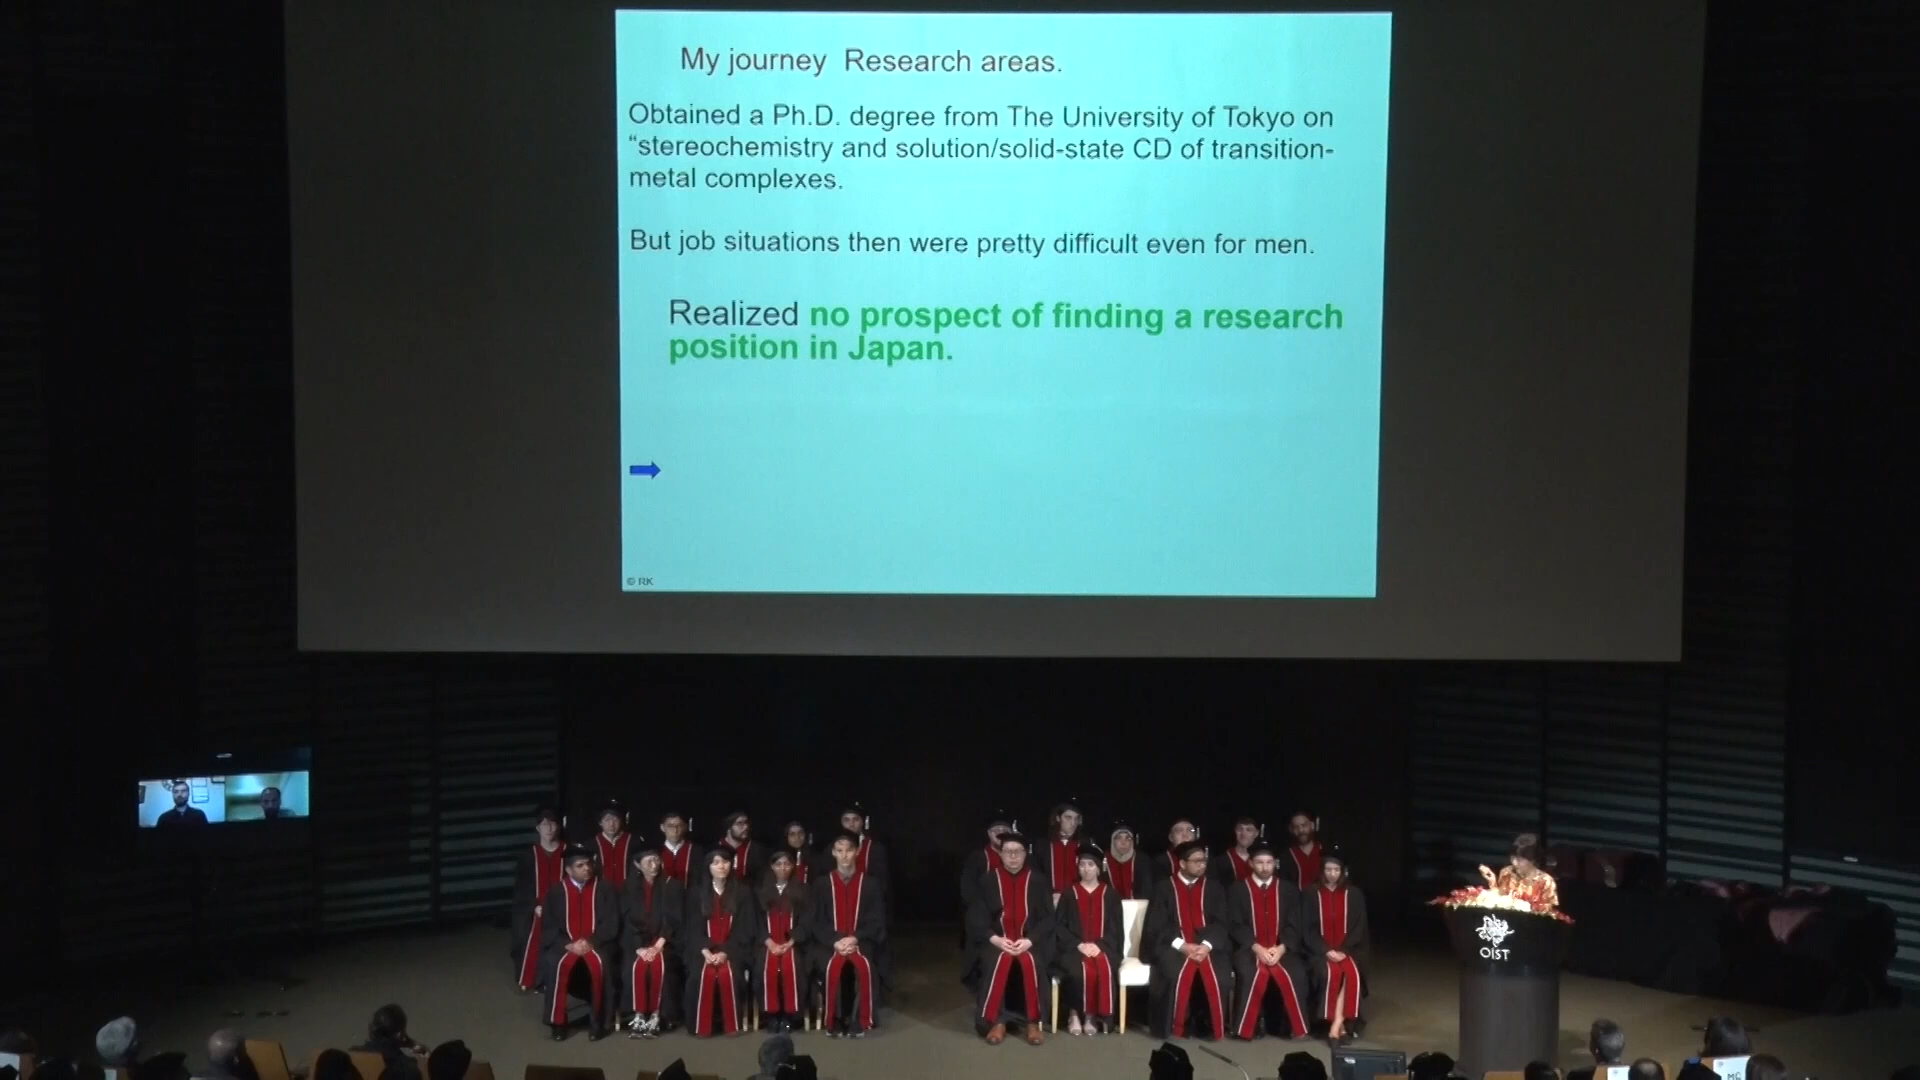 My journey  Research areas.
Obtained a Ph.D. degree from The University of Tokyo on
“stereochemistry and solution/solid-state CD of transition-
metal complexes.
But job situations then were pretty difficult even for men.
Realized no prospect of finding a research
position in Japan.
© RK
OIST
MC